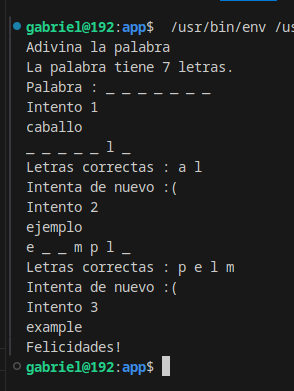 gabriel@192:app$ /usr/bin/env /us
Adivina la palabra
La palabra tiene 7 letras.
Palabra : _ _ _ _ _ _ _
Intento 1
caballo
_ _ _ _ _ l _
Letras correctas : a l
Intenta de nuevo :(
Intento 2
ejemplo
e _ _ m p l _
Letras correctas : p e l m
Intenta de nuevo :(
Intento 3
example
Felicidades!
gabriel@192:app$